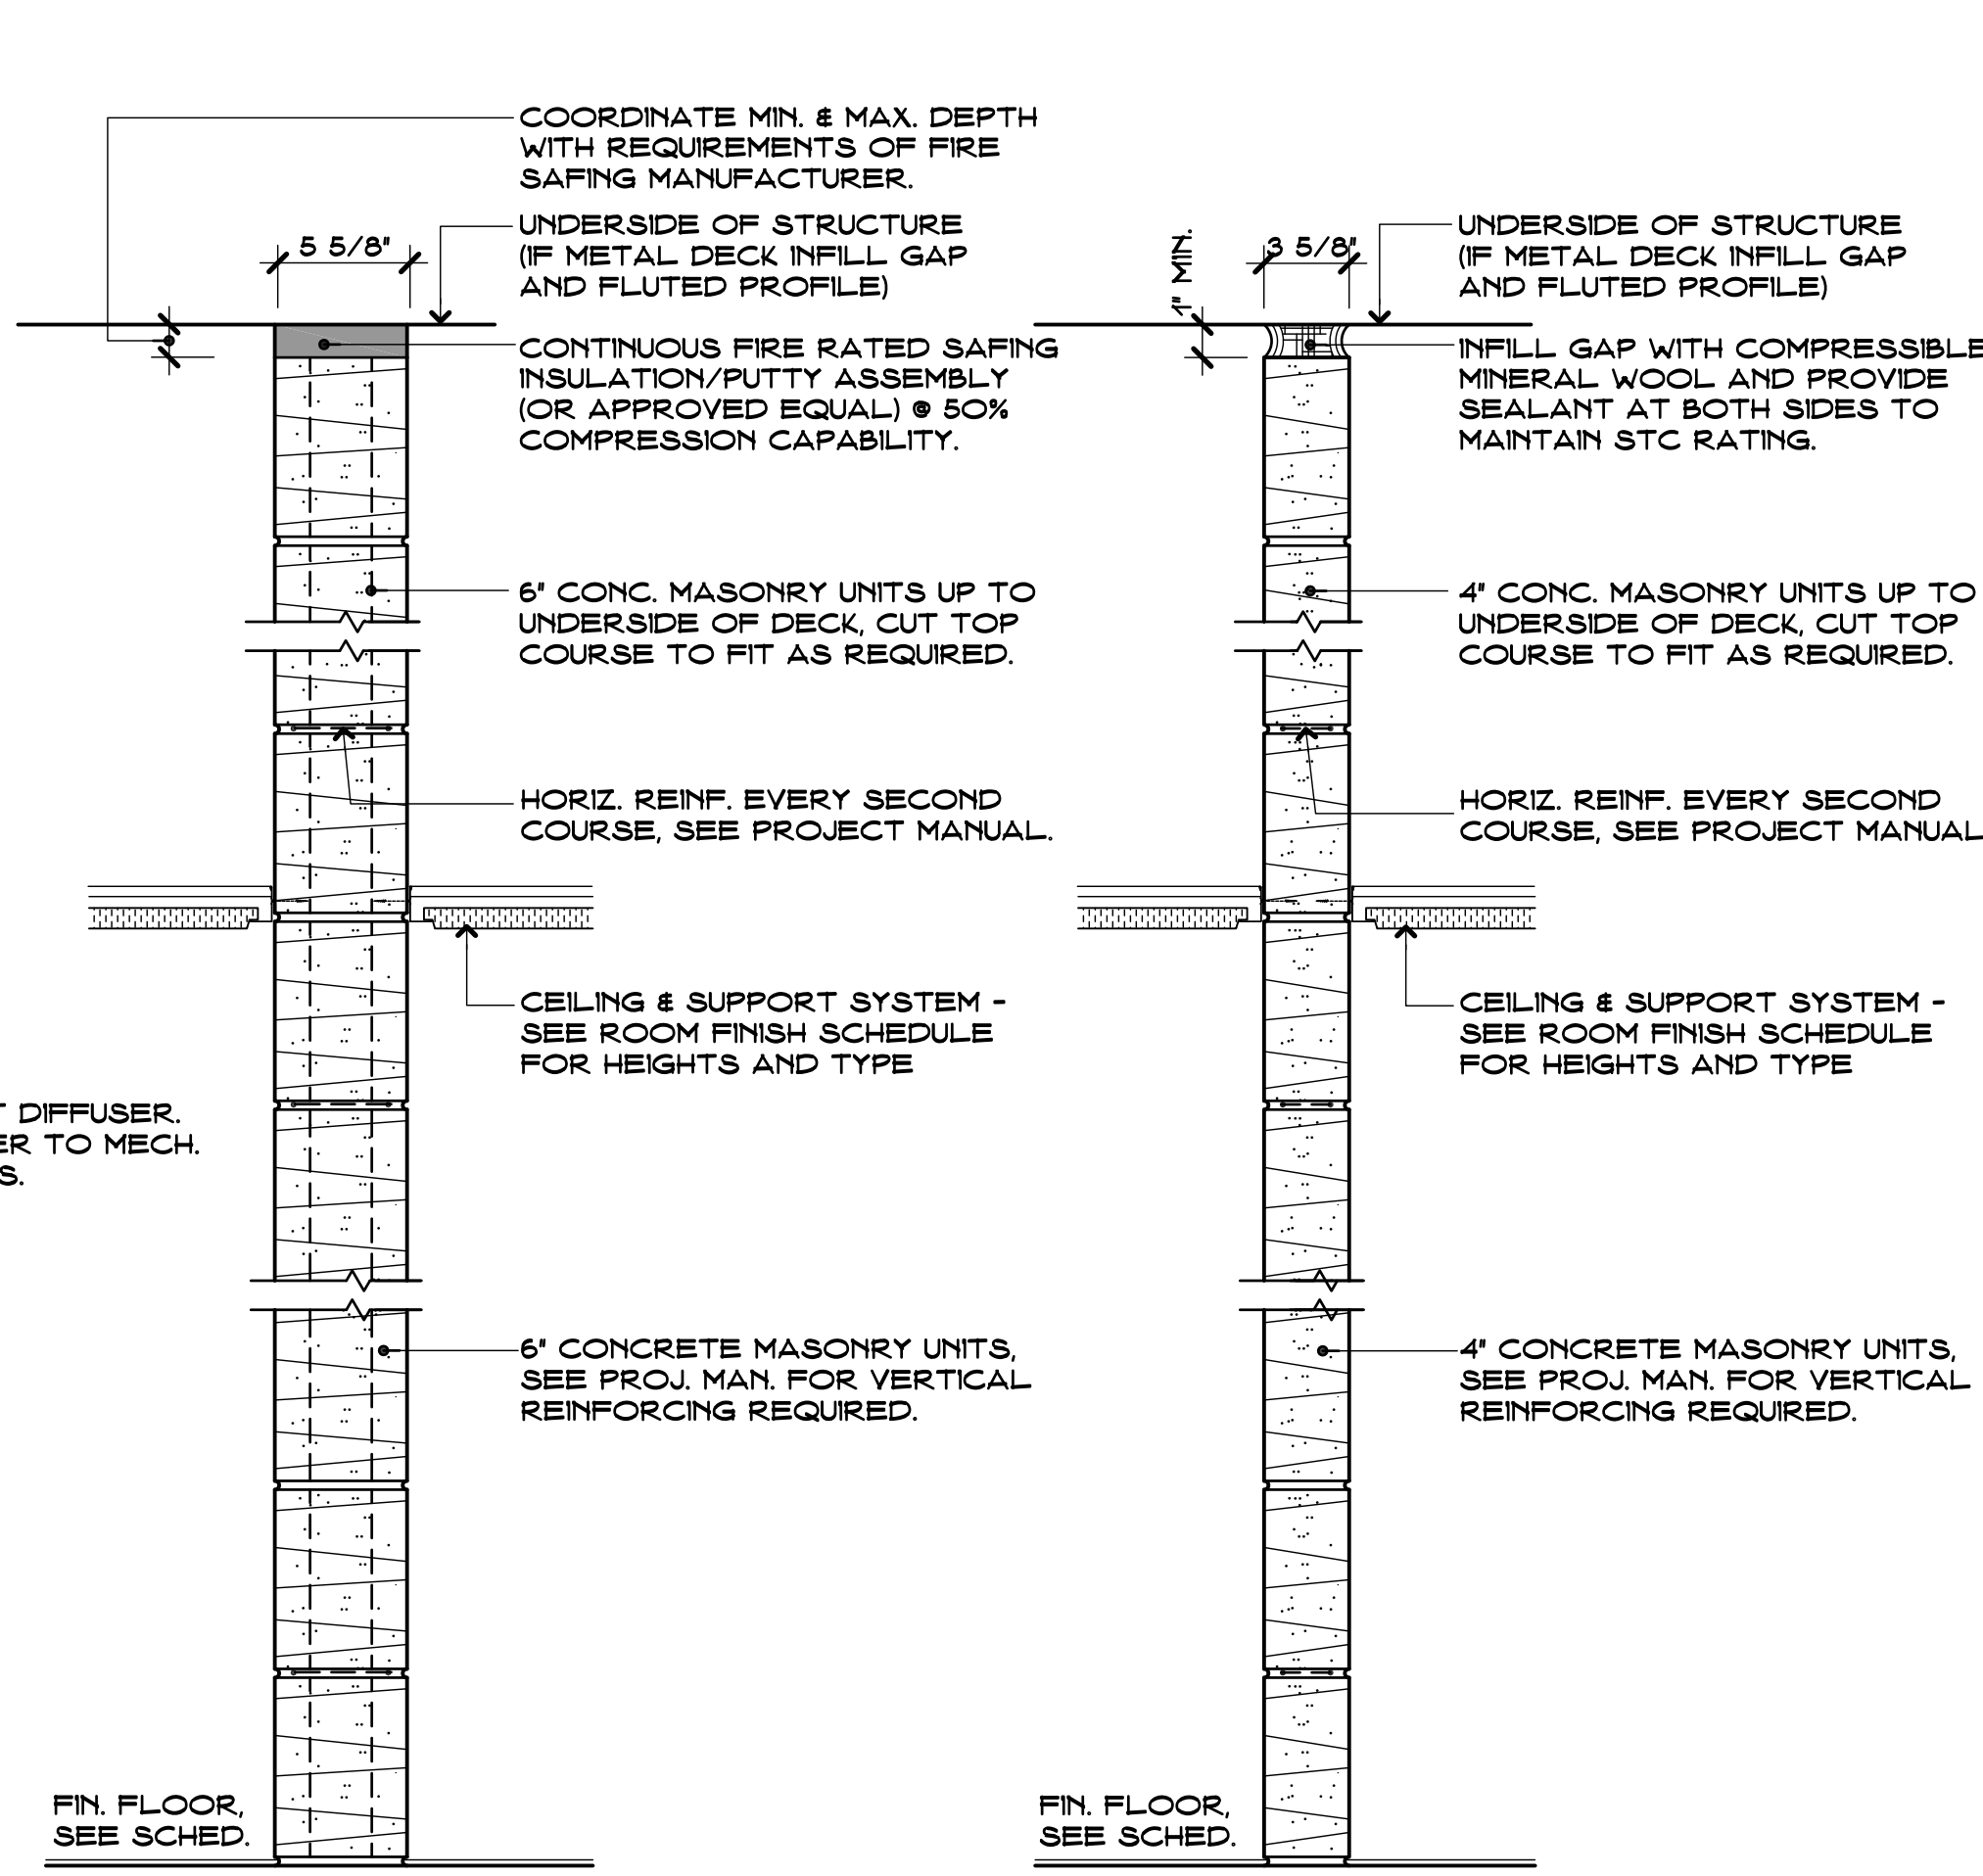 COORDINATE MIN. & MAX. DEPTH
WITH REQUIREMENTS OF FIRE
SAFING MANUFACTURER.
UNDERSIDE OF STRUCTURE
(IF METAL DECK INFILL GAP
AND FLUTED PROFILE)
5 5/8"
CONTINUOUS FIRE RATED SAFING
INSULATION/PUTTY ASSEMBLY
(OR APPROVED EQUAL) @ 50%
COMPRESSION CAPABILITY.
6" CONC. MASONRY UNITS UP TO
UNDERSIDE OF DECK, CUT TOP
COURSE TO FIT AS REQUIRED.
HORIZ. REINF. EVERY SECOND
COURSE, SEE PROJECT MANUAL.
CEILING & SUPPORT SYSTEM -
SEE ROOM FINISH SCHEDULE
FOR HEIGHTS AND TYPE
DIFFUSER.
TO MECH.
6" CONCRETE MASONRY UNITS,
SEE PROJ. MAN. FOR VERTICAL
REINFORCING REQUIRED.
FIN. FLOOR,
SEE SCHED.
1" MIN.
3 5/8"
UNDERSIDE OF STRUCTURE
(IF METAL DECK INFILL GAP
AND FLUTED PROFILE)
INFILL GAP WITH COMPRESSIBLE
MINERAL WOOL AND PROVIDE
SEALANT AT BOTH SIDES TO
MAINTAIN STC RATING.
4" CONC. MASONRY UNITS UP TO
UNDERSIDE OF DECK, CUT TOP
COURSE TO FIT AS REQUIRED.
HORIZ. REINF. EVERY SECOND
COURSE, SEE PROJECT MANUAL
CEILING & SUPPORT SYSTEM -
SEE ROOM FINISH SCHEDULE
FOR HEIGHTS AND TYPE
4" CONCRETE MASONRY UNITS,
SEE PROJ. MAN. FOR VERTICAL
REINFORCING REQUIRED.
FIN. FLOOR,
SEE SCHED.